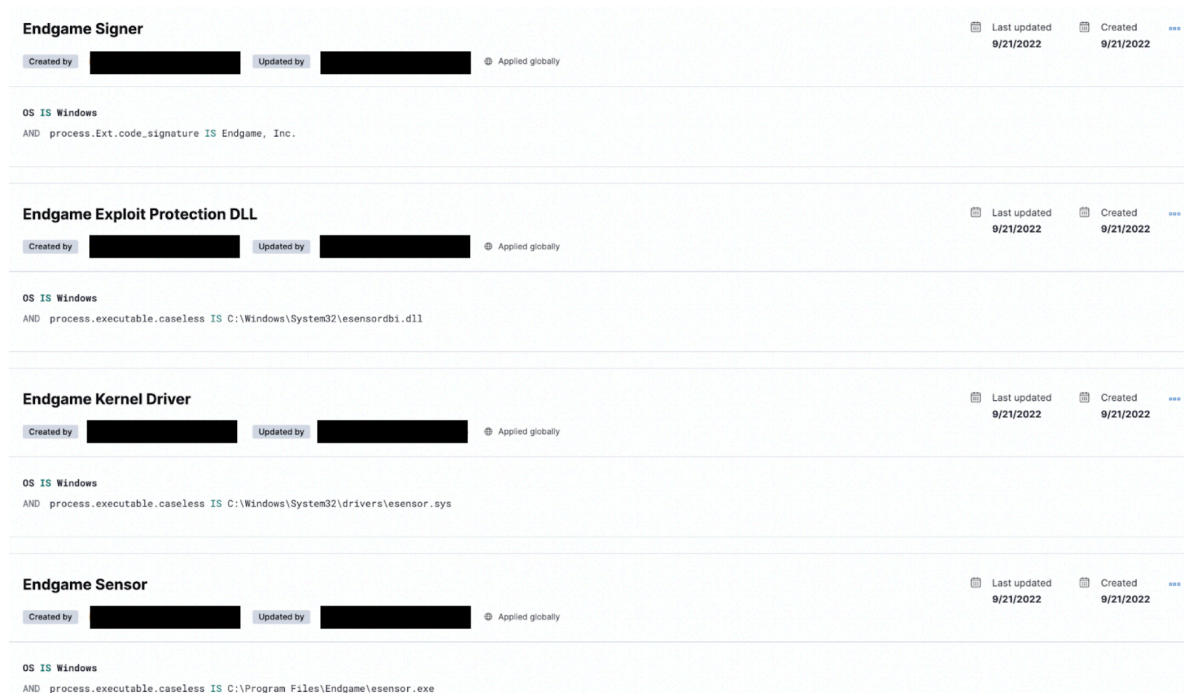 Endgame Signer
Last updated Created
9/21/2022 9/21/2022
Created by Updated by Applied globally
OS IS Windows
AND process.Ext.code_signature IS Endgame, Inc.
Endgame Exploit Protection DLL
Last updated Created
9/21/2022 9/21/2022
Created by Updated by Applied globally
OS IS Windows
AND process.executable.caseless IS C:\Windows\System32\esensordbi.dll
Endgame Kernel Driver
Last updated Created
9/21/2022 9/21/2022
Created by Updated by Applied globally
OS IS Windows
AND process.executable.caseless IS C:\Windows\System32\drivers\esensor.sys
Endgame Sensor
Last updated Created
9/21/2022 9/21/2022
Created by Updated by Applied globally
OS IS Windows
AND process.executable.caseless IS C:\Program Files\Endgame\esensor.exe